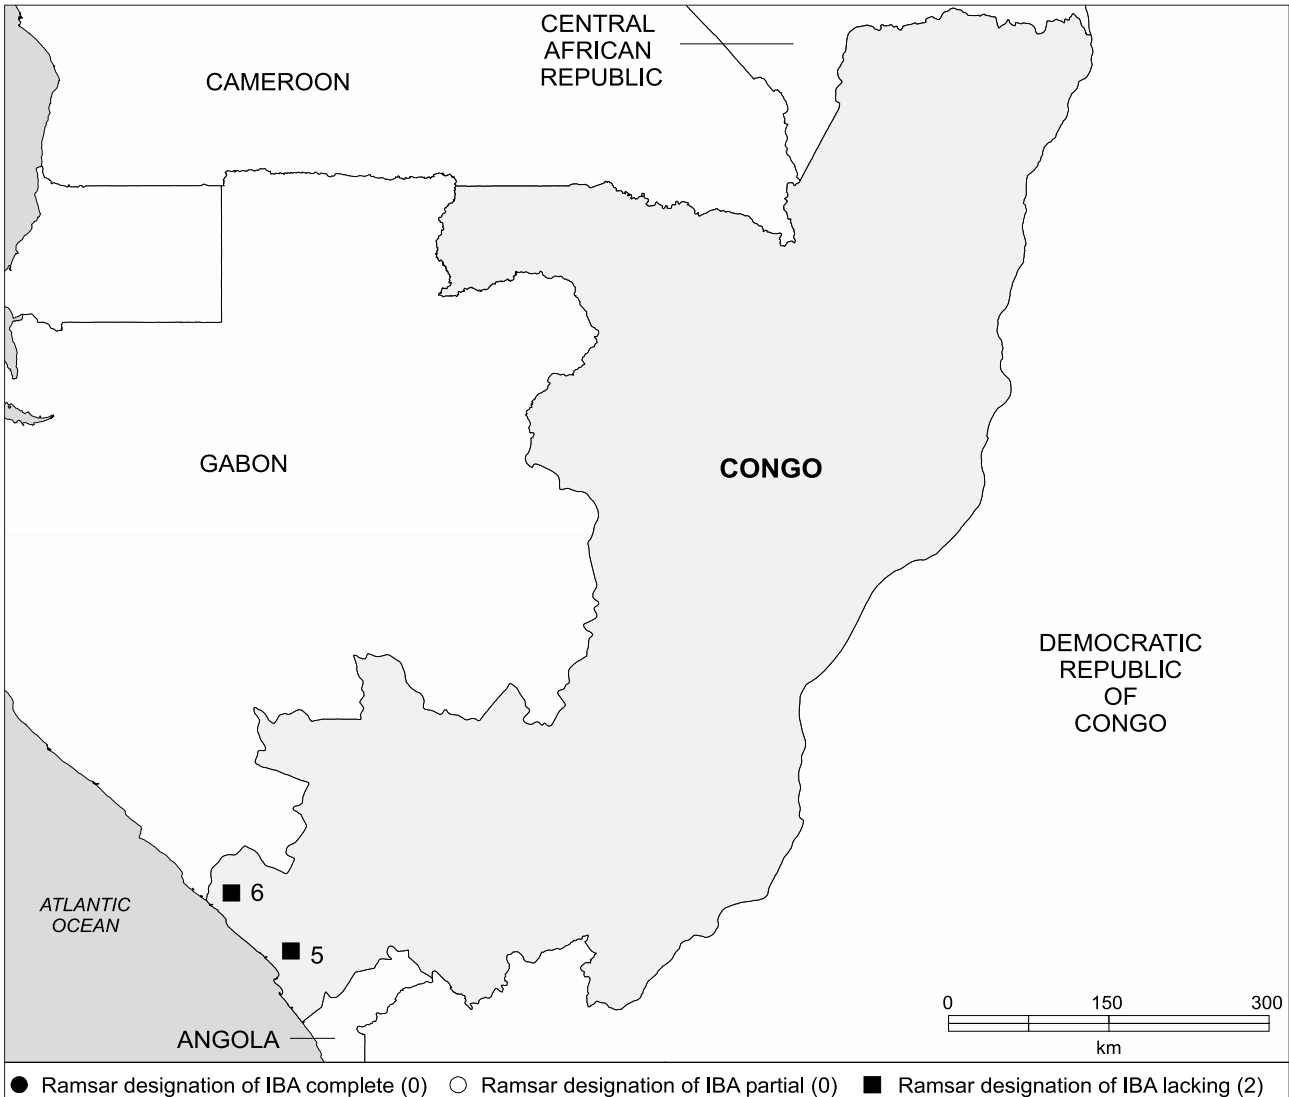 CENTRAL
AFRICAN
REPUBLIC
CAMEROON
GABON
CONGO
DEMOCRATIC
REPUBLIC
OF
CONGO
6
ATLANTIC
OCEAN
5
0 150 300
km
ANGOLA
Ramsar designation of IBA complete (0) Ramsar designation of IBA partial (0) Ramsar designation of IBA lacking (2)